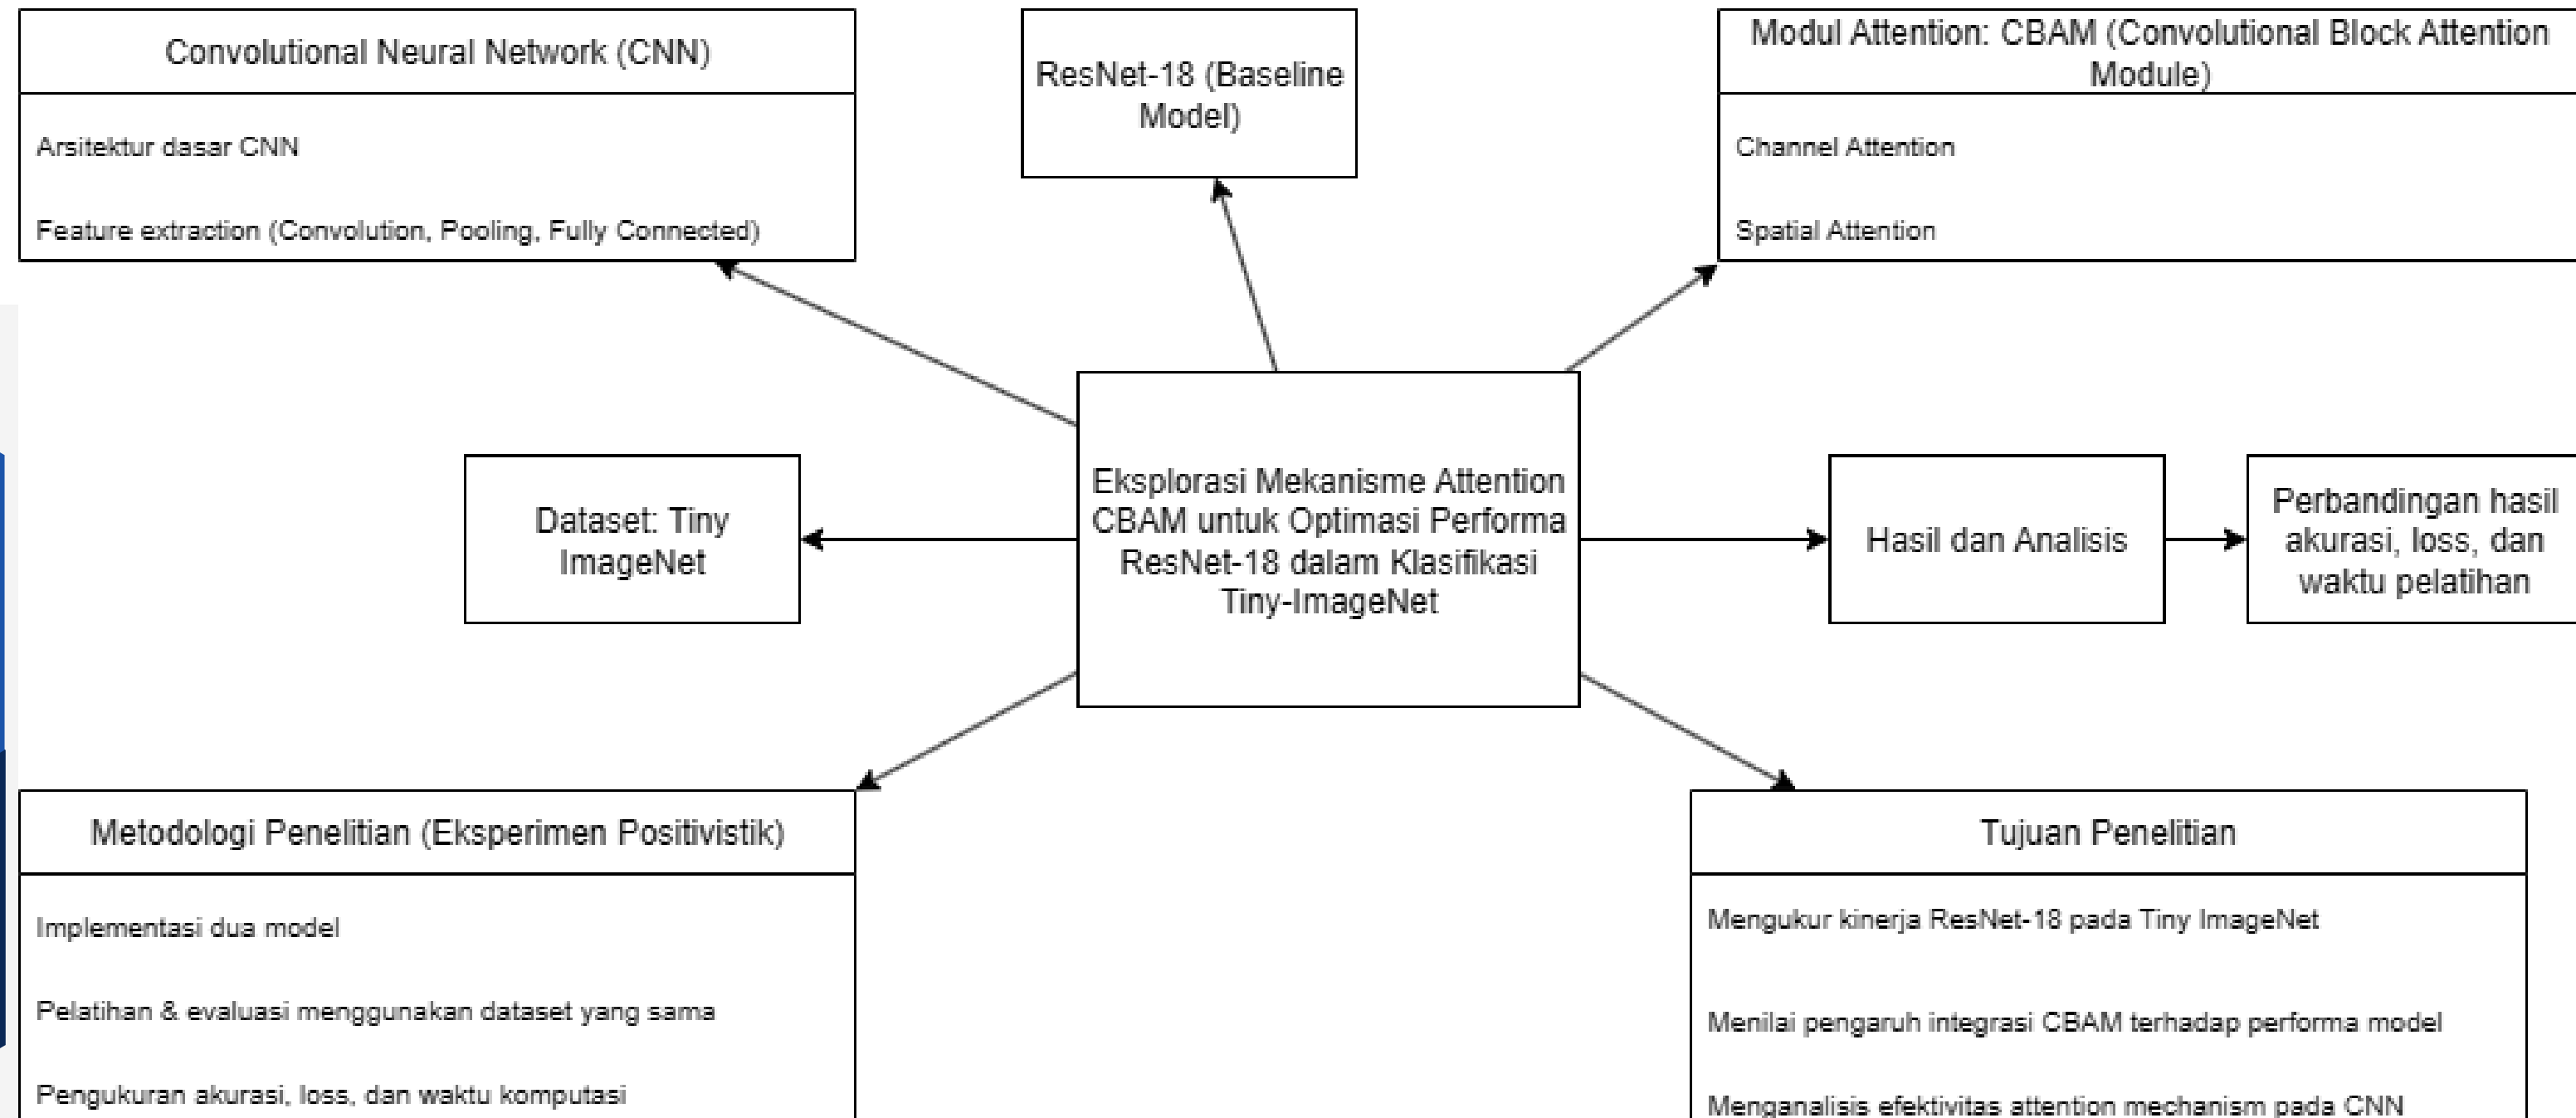 Convolutional Neural Network (CNN)
Arsitektur dasar CNN
Feature extraction (Convolution, Pooling, Fully Connected)
ResNet-18 (Baseline
Model)
Modul Attention: CBAM (Convolutional Block Attention
Module)
Channel Attention
Spatial Attention
Dataset: Tiny
ImageNet
Eksplorasi Mekanisme Attention
CBAM untuk Optimasi Performa
ResNet-18 dalam Klasifikasi
Tiny-ImageNet
Hasil dan Analisis
Perbandingan hasil
akurasi, loss, dan
waktu pelatihan
Metodologi Penelitian (Eksperimen Positivistik)
Implementasi dua model
Pelatihan & evaluasi menggunakan dataset yang sama
Pengukuran akurasi, loss, dan waktu komputasi
Tujuan Penelitian
Mengukur kinerja ResNet-18 pada Tiny ImageNet
Menilai pengaruh integrasi CBAM terhadap performa model
Menganalisis efektivitas attention mechanism pada CNN